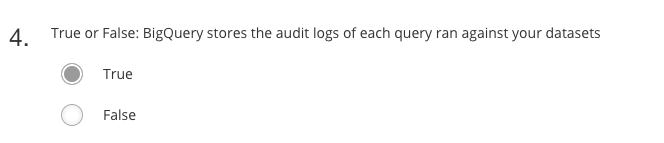 4. True or False: BigQuery stores the audit logs of each query ran against your datasets
True
False